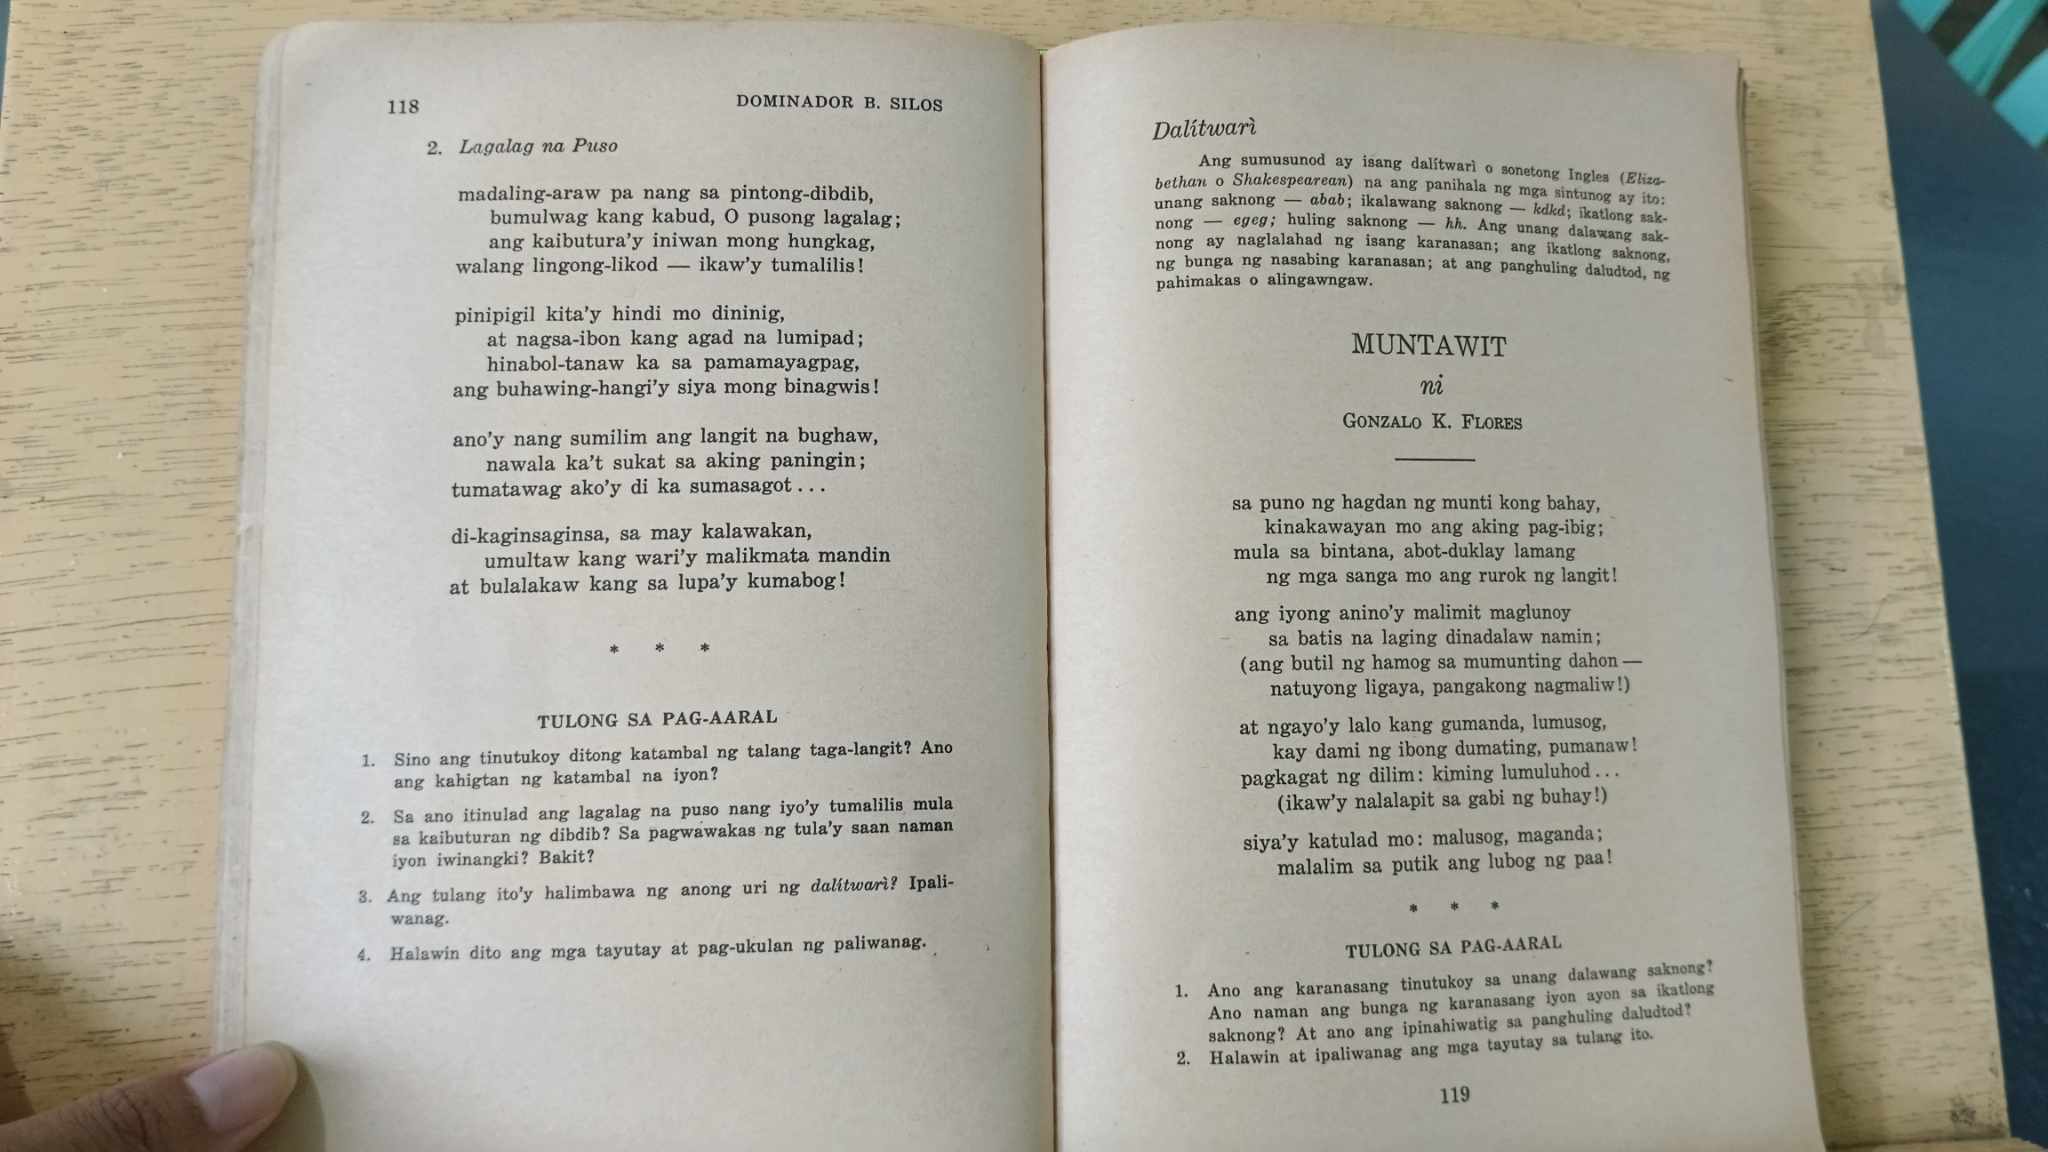 118
DOMINADOR B. SILOS
2. Lagalag na Puso
madaling-araw pa nang sa pintong-dibdib,
bumulwag kang kabud, O pusong lagalag;
ang kaibutura'y iniwan mong hungkag,
walang lingong-likod — ikaw'y tumalilis!
pinipigil kita'y hindi mo dininig,
at nagsa-ibon kang agad na lumipad;
hinabol-tanaw ka sa pamamayagpag,
ang buhawing-hangi'y siya mong binagwis!
ano'y nang sumilim ang langit na bughaw,
nawala ka't sukat sa aking paningin;
tumatawag ako'y di ka sumasagot...
di-kaginsaginsa, sa may kalawakan,
umultaw kang wari'y malikmata mandin
at bulalakaw kang sa lupa'y kumabog!
* * *
TULONG SA PAG-AARAL
1. Sino ang tinutukoy ditong katambal ng talang taga-langit? Ano
ang kahigtan ng katambal na iyon?
2. Sa ano itinulad ang lagalag na puso nang iyo'y tumalilis mula
sa kaibuturan ng dibdib? Sa pagwawakas ng tula'y saan naman
iyon iwinangki? Bakit?
3. Ang tulang ito'y halimbawa ng anong uri ng dalítwarì? Ipali-
wanag.
4. Halawin dito ang mga tayutay at pag-ukulan ng paliwanag.
Dalítwarì
Ang sumusunod ay isang dalítwarì o sonetong Ingles (Eliza-
bethan o Shakespearean) na ang panihala ng mga sintunog ay ito:
unang saknong — abab; ikalawang saknong — kdkd; ikatlong sak-
nong — egeg; huling saknong — hh. Ang unang dalawang sak-
nong ay naglalahad ng isang karanasan; ang ikatlong saknong,
ng bunga ng nasabing karanasan; at ang panghuling daludtod, ng
pahimakas o alingawngaw.
MUNTAWIT
ni
GONZALO K. FLORES
sa puno ng hagdan ng munti kong bahay,
kinakawayan mo ang aking pag-ibig;
mula sa bintana, abot-duklay lamang
ng mga sanga mo ang rurok ng langit!
ang iyong anino'y malimit maglunoy
sa batis na laging dinadalaw namin;
(ang butil ng hamog sa mumunting dahon —
natuyong ligaya, pangakong nagmaliw!)
at ngayo'y lalo kang gumanda, lumusog,
kay dami ng ibong dumating, pumanaw!
pagkagat ng dilim: kiming lumuluhod...
(ikaw'y nalalapit sa gabi ng buhay!)
siya'y katulad mo: malusog, maganda;
malalim sa putik ang lubog ng paa!
* * *
TULONG SA PAG-AARAL
1. Ano ang karanasang tinutukoy sa unang dalawang saknong?
Ano naman ang bunga ng karanasang iyon ayon sa ikatlong
saknong? At ano ang ipinahiwatig sa panghuling daludtod?
2. Halawin at ipaliwanag ang mga tayutay sa tulang ito.
119